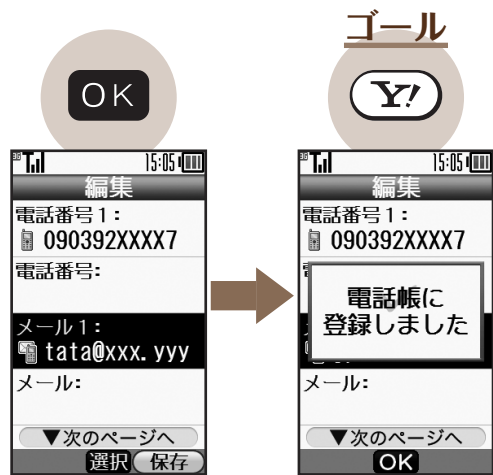 ゴール
OK
Y!
3G 15:05
編集
電話番号1:
090392XXXX7
電話番号:
メール1:
tata@xxx.yyy
メール:
▼次のページへ
選択 保存
3G 15:05
編集
電話番号1:
090392XXXX7
電話帳に
登録しました
メール:
▼次のページへ
OK